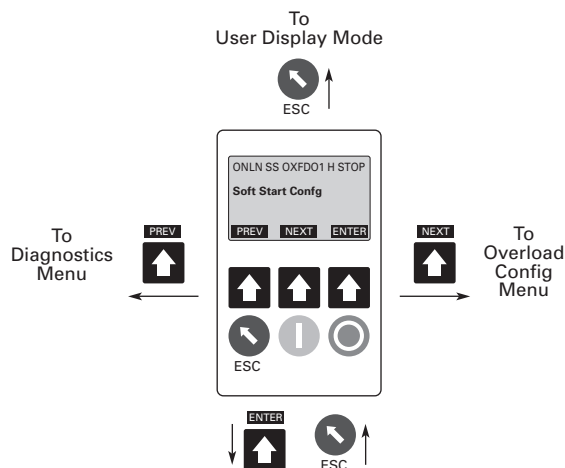 To
User Display Mode
ESC
ONLN SS OXFDO1 H STOP
Soft Start Confg
PREV NEXT ENTER
To
Diagnostics
Menu
PREV
NEXT
To
Overload
Config
Menu
ESC
ENTER
ESC